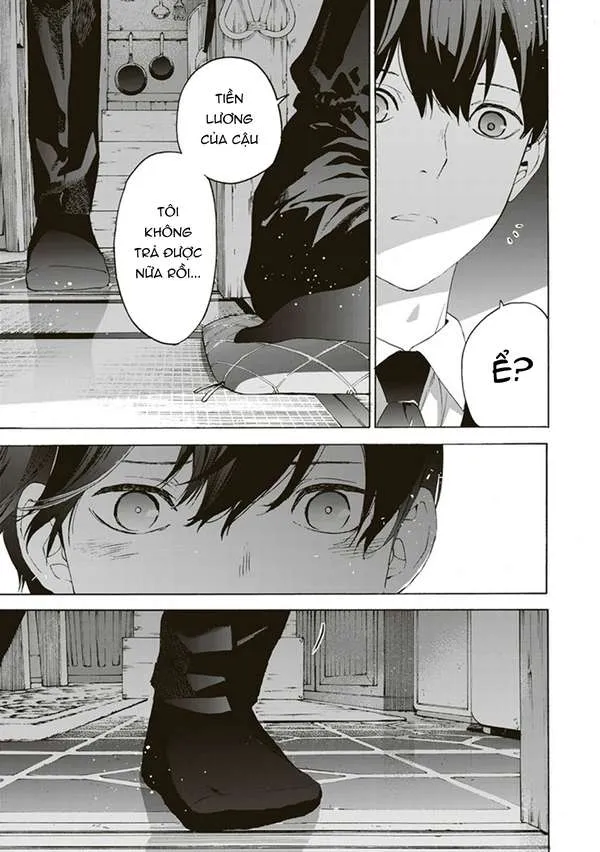 Ể?
TIỀN
LƯƠNG
CỦA CẬU
TÔI
KHÔNG
TRẢ ĐƯỢC
NỮA RỒI...